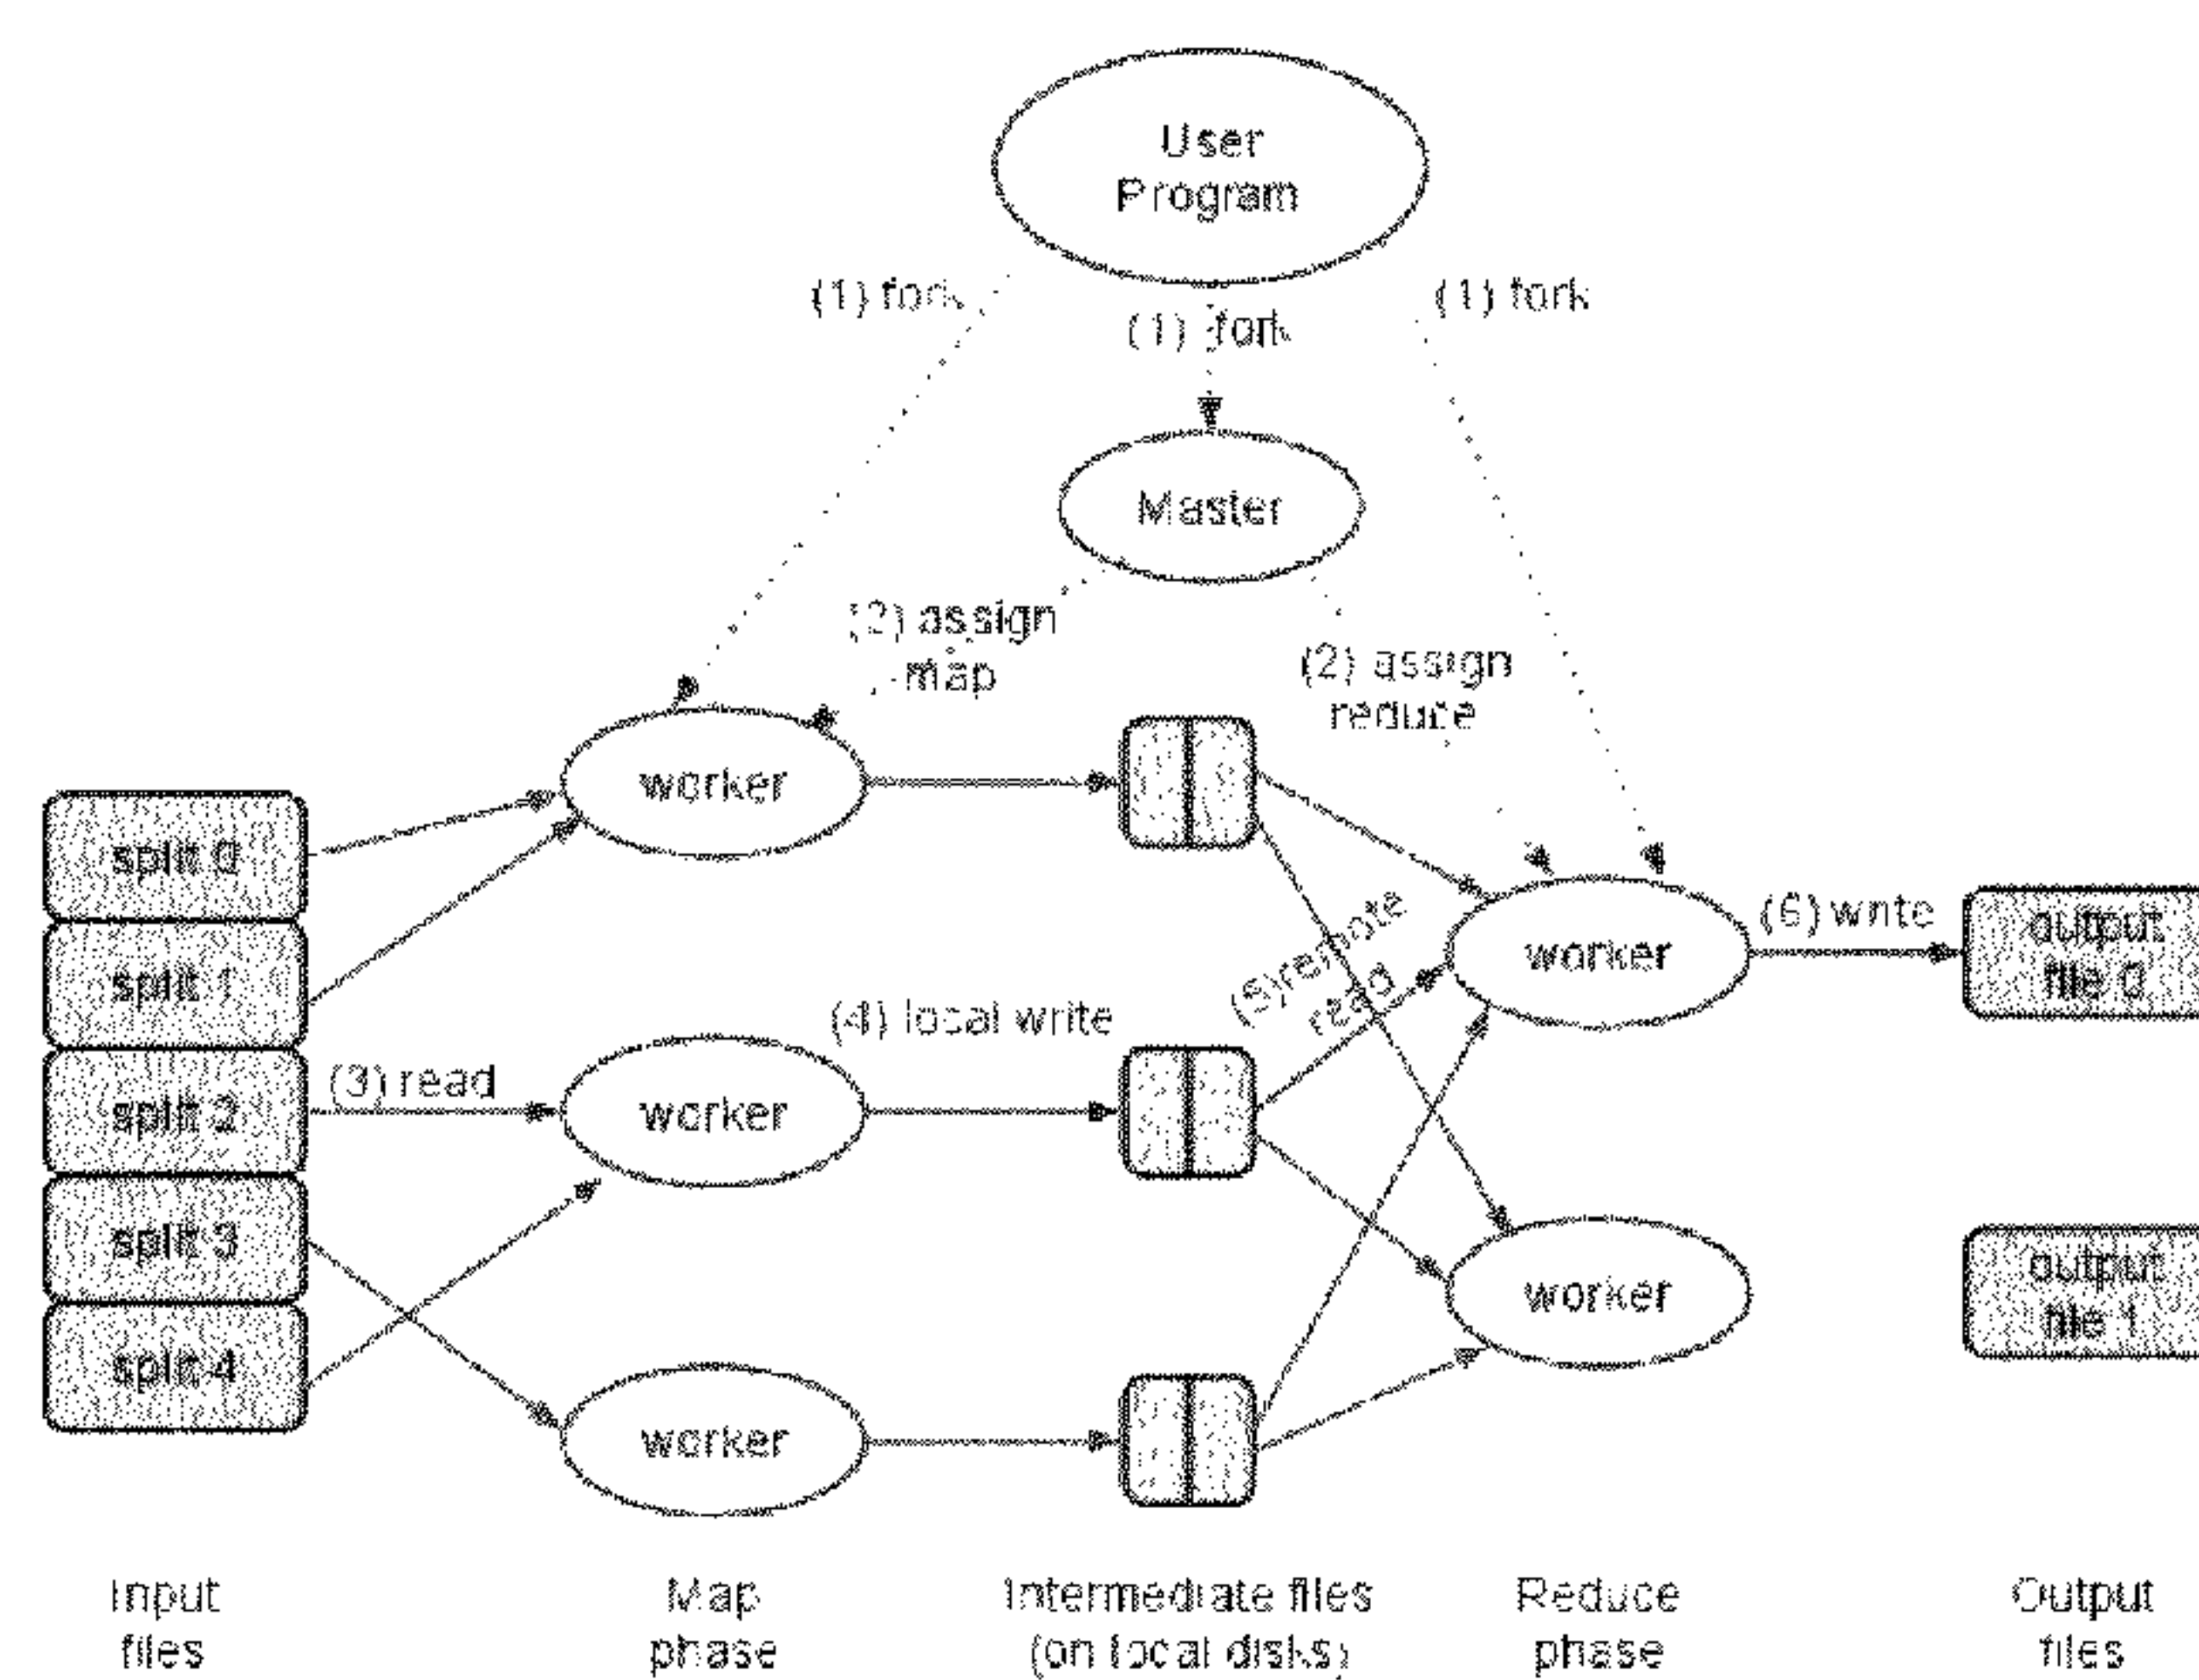 User
Program
(1) fork
(1) fork
(1) fork
Master
(2) assign
map
(2) assign
reduce
worker
split 0
split 1
split 2
split 3
split 4
(3) read
(4) local write
worker
worker
(5) remote
read
worker
(6) write
output
file 0
worker
output
file 1
Input
files
Map
phase
Intermediate files
(on local disks)
Reduce
phase
Output
files